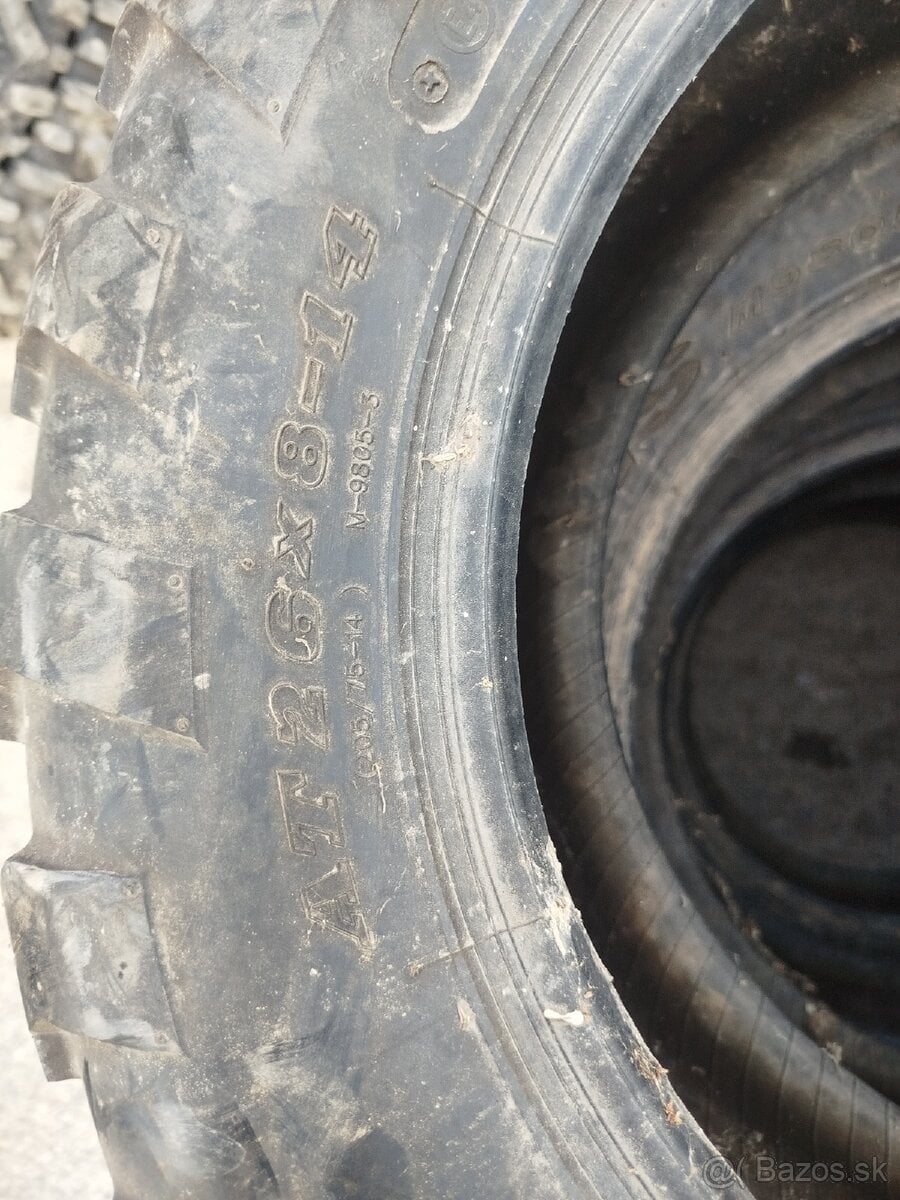 AT 26x8-14
(205/75-14) M-9805-3
@( Bazos.sk